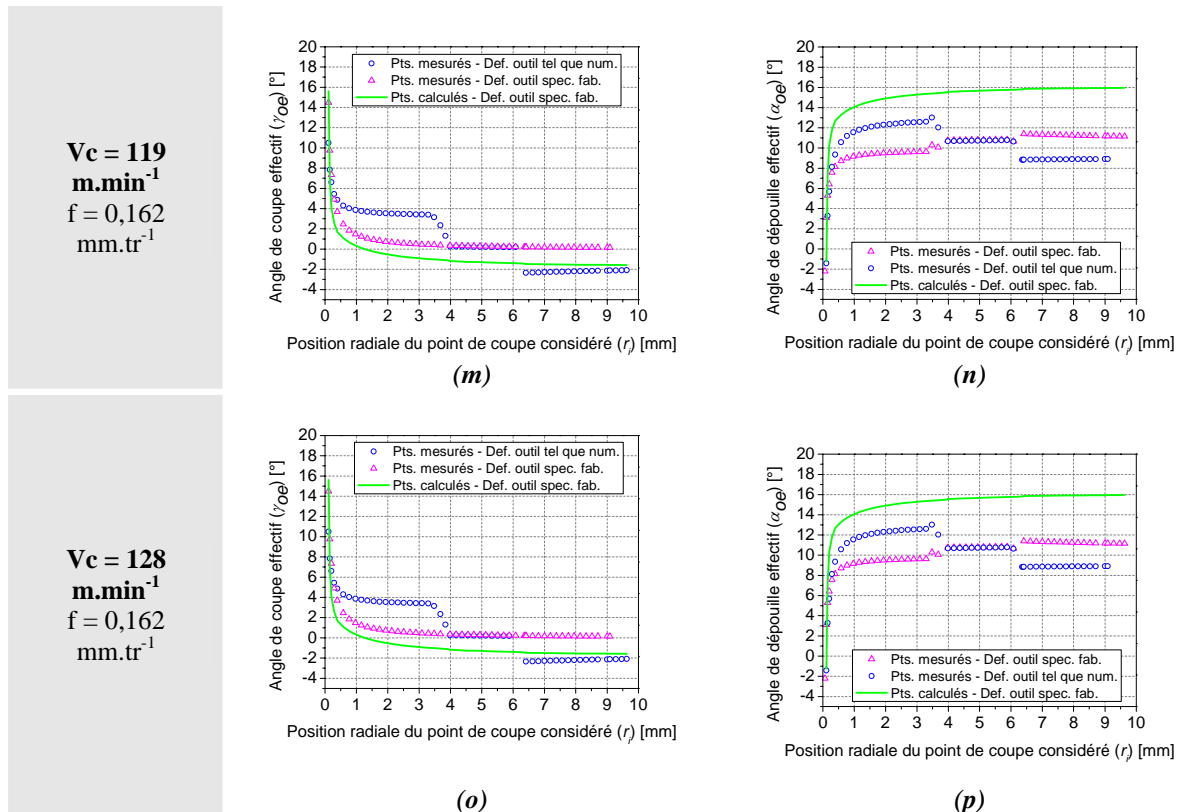 Vc = 119
m.min-1
f = 0,162
mm.tr-1
Angle de coupe effectif (γoe) [°]
20
18
16
14
12
10
8
6
4
2
0
-2
-4
Pts. mesurés - Def. outil tel que num.
Pts. mesurés - Def. outil spec. fab.
Pts. calculés - Def. outil spec. fab.
0 1 2 3 4 5 6 7 8 9 10
Position radiale du point de coupe considéré (ri) [mm]
(m)
Angle de dépouille effectif (αoe) [°]
20
18
16
14
12
10
8
6
4
2
0
-2
-4
Pts. mesurés - Def. outil spec. fab.
Pts. mesurés - Def. outil tel que num.
Pts. calculés - Def. outil spec. fab.
0 1 2 3 4 5 6 7 8 9 10
Position radiale du point de coupe considéré (ri) [mm]
(n)
Vc = 128
m.min-1
f = 0,162
mm.tr-1
Angle de coupe effectif (γoe) [°]
20
18
16
14
12
10
8
6
4
2
0
-2
-4
Pts. mesurés - Def. outil tel que num.
Pts. mesurés - Def. outil spec. fab.
Pts. calculés - Def. outil spec. fab.
0 1 2 3 4 5 6 7 8 9 10
Position radiale du point de coupe considéré (ri) [mm]
(o)
Angle de dépouille effectif (αoe) [°]
20
18
16
14
12
10
8
6
4
2
0
-2
-4
Pts. mesurés - Def. outil spec. fab.
Pts. mesurés - Def. outil tel que num.
Pts. calculés - Def. outil spec. fab.
0 1 2 3 4 5 6 7 8 9 10
Position radiale du point de coupe considéré (ri) [mm]
(p)